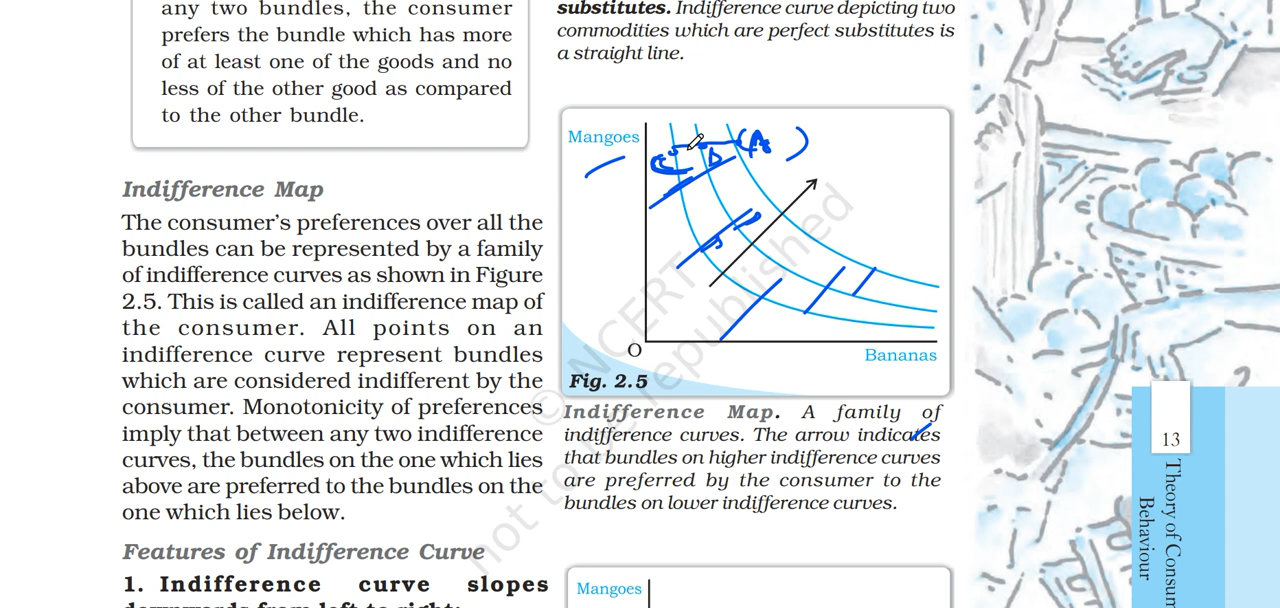 any two bundles, the consumer
prefers the bundle which has more
of at least one of the goods and no
less of the other good as compared
to the other bundle.
Indifference Map
The consumer's preferences over all the
bundles can be represented by a family
of indifference curves as shown in Figure
2.5. This is called an indifference map of
the consumer. All points on an
indifference curve represent bundles
which are considered indifferent by the
consumer. Monotonicity of preferences
imply that between any two indifference
curves, the bundles on the one which lies
above are preferred to the bundles on the
one which lies below.
Features of Indifference Curve
1. Indifference curve slopes
downwards from left to right:
substitutes. Indifference curve depicting two
commodities which are perfect substitutes is
a straight line.
Mangoes
O
Bananas
Fig. 2.5
Indifference Map. A family of
indifference curves. The arrow indicates
that bundles on higher indifference curves
are preferred by the consumer to the
bundles on lower indifference curves.
Mangoes
© NCERT
not to be republished
13
Theory of Consum
Behaviour